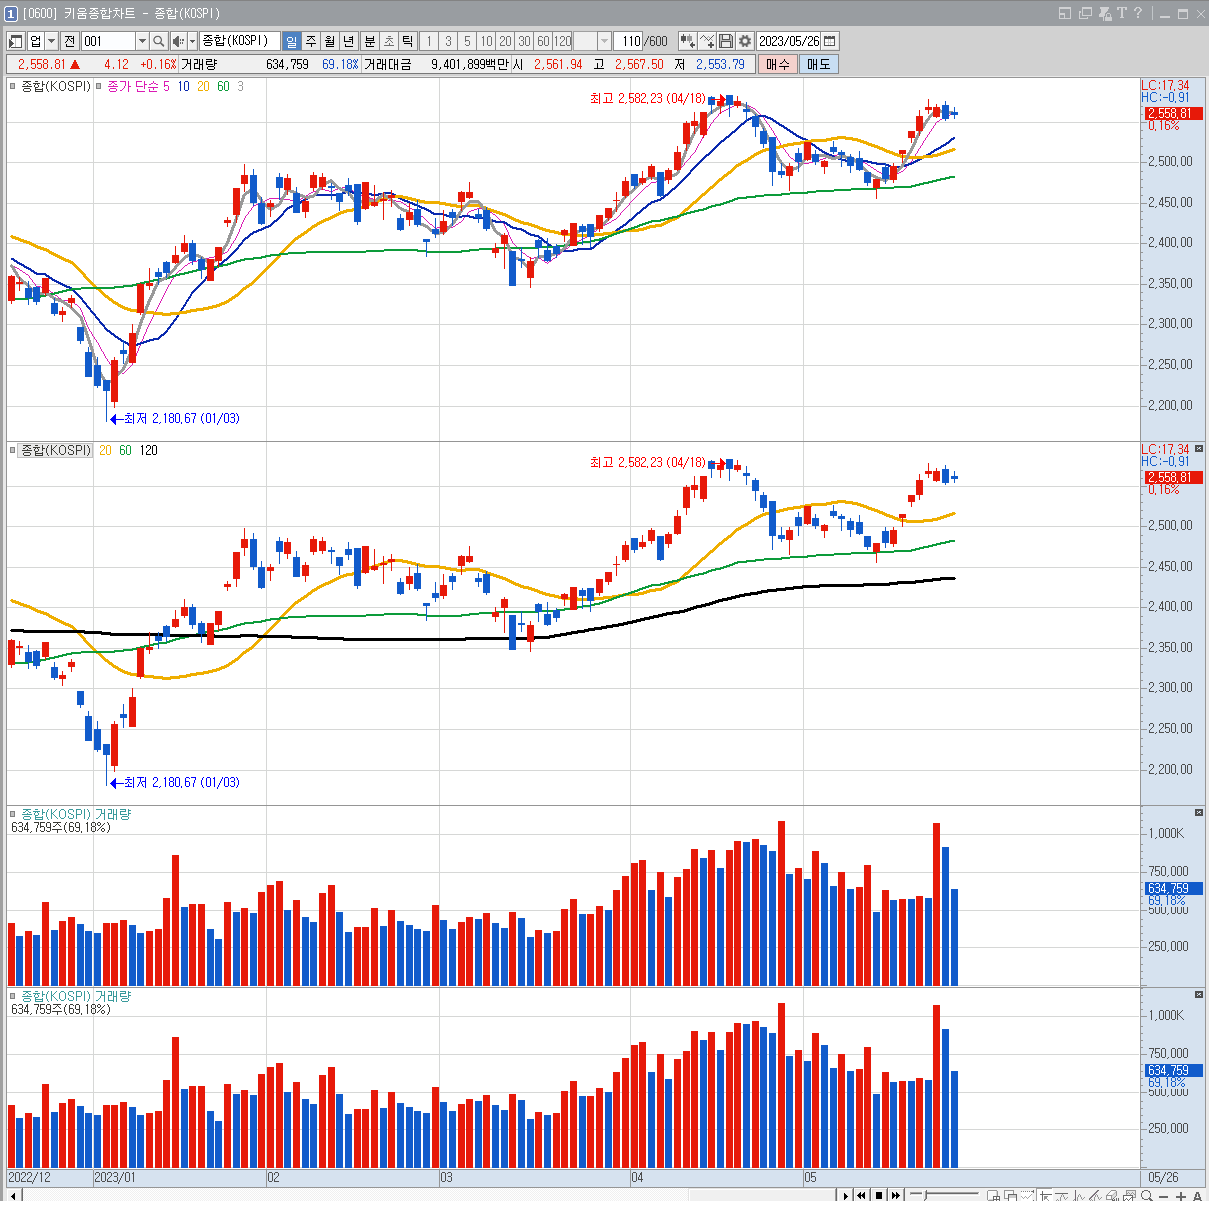 1 [0600] 키움종합차트 - 종합(KOSPI)
업 전 001 종합(KOSPI) 일 주 월 년 분 초 틱 1 3 5 10 20 30 60 120 110 /600 2023/05/26
2,558.81 ▲ 4.12 +0.16% 거래량 634,759 69.18% 거래대금 9,401,899백만 시 2,561.94 고 2,567.50 저 2,553.79 매수 매도
종합(KOSPI) 종가 단순 5 10 20 60 3
LC:17.34
HC:-0.91
최고 2,582.23 (04/18)
2,558.81
0.16%
2,500.00
2,450.00
2,400.00
2,350.00
2,300.00
2,250.00
2,200.00
최저 2,180.67 (01/03)
종합(KOSPI) 20 60 120
LC:17.34
HC:-0.91
최고 2,582.23 (04/18)
2,558.81
0.16%
2,500.00
2,450.00
2,400.00
2,350.00
2,300.00
2,250.00
2,200.00
최저 2,180.67 (01/03)
종합(KOSPI) 거래량
634,759주(69.18%)
1,000K
750,000
634,759
69.18%
500,000
250,000
종합(KOSPI) 거래량
634,759주(69.18%)
1,000K
750,000
634,759
69.18%
500,000
250,000
2022/12 2023/01 02 03 04 05 05/26